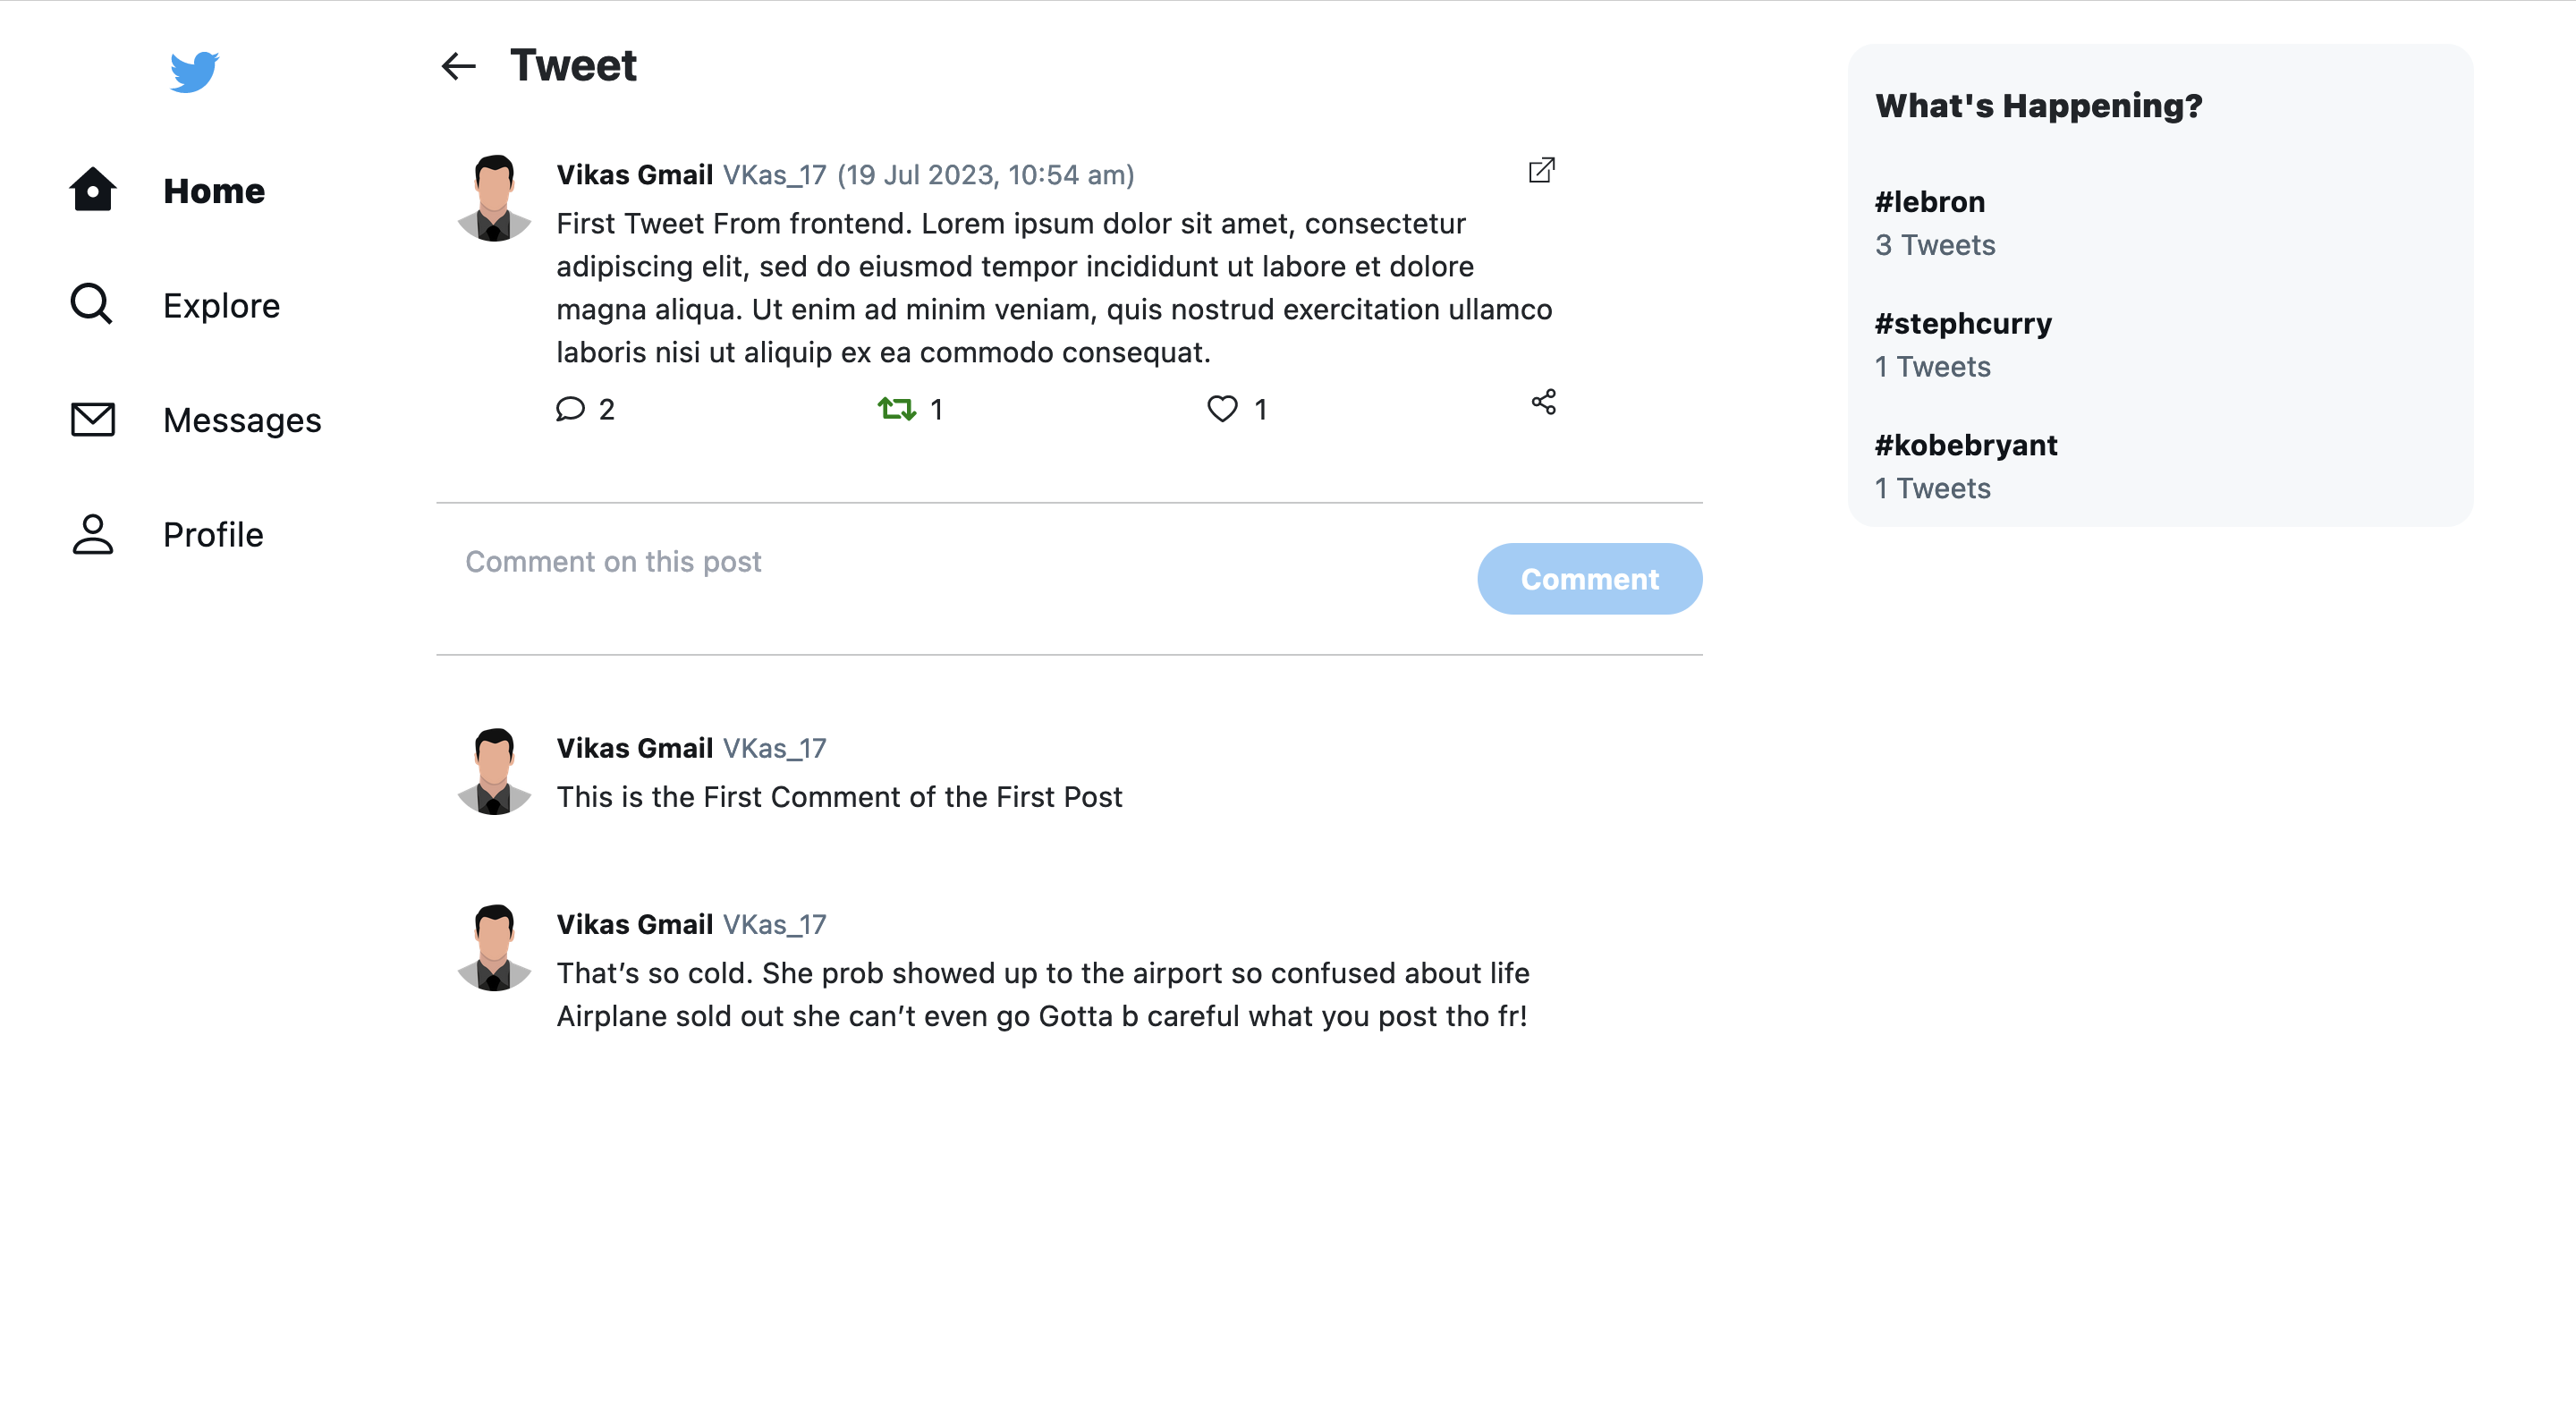 Home
Explore
Messages
Profile
Tweet
Vikas Gmail VKas_17 (19 Jul 2023, 10:54 am)
First Tweet From frontend. Lorem ipsum dolor sit amet, consectetur
adipiscing elit, sed do eiusmod tempor incididunt ut labore et dolore
magna aliqua. Ut enim ad minim veniam, quis nostrud exercitation ullamco
laboris nisi ut aliquip ex ea commodo consequat.
2 1 1
Comment on this post
Comment
Vikas Gmail VKas_17
This is the First Comment of the First Post
Vikas Gmail VKas_17
That’s so cold. She prob showed up to the airport so confused about life
Airplane sold out she can’t even go Gotta b careful what you post tho fr!
What's Happening?
#lebron
3 Tweets
#stephcurry
1 Tweets
#kobebryant
1 Tweets